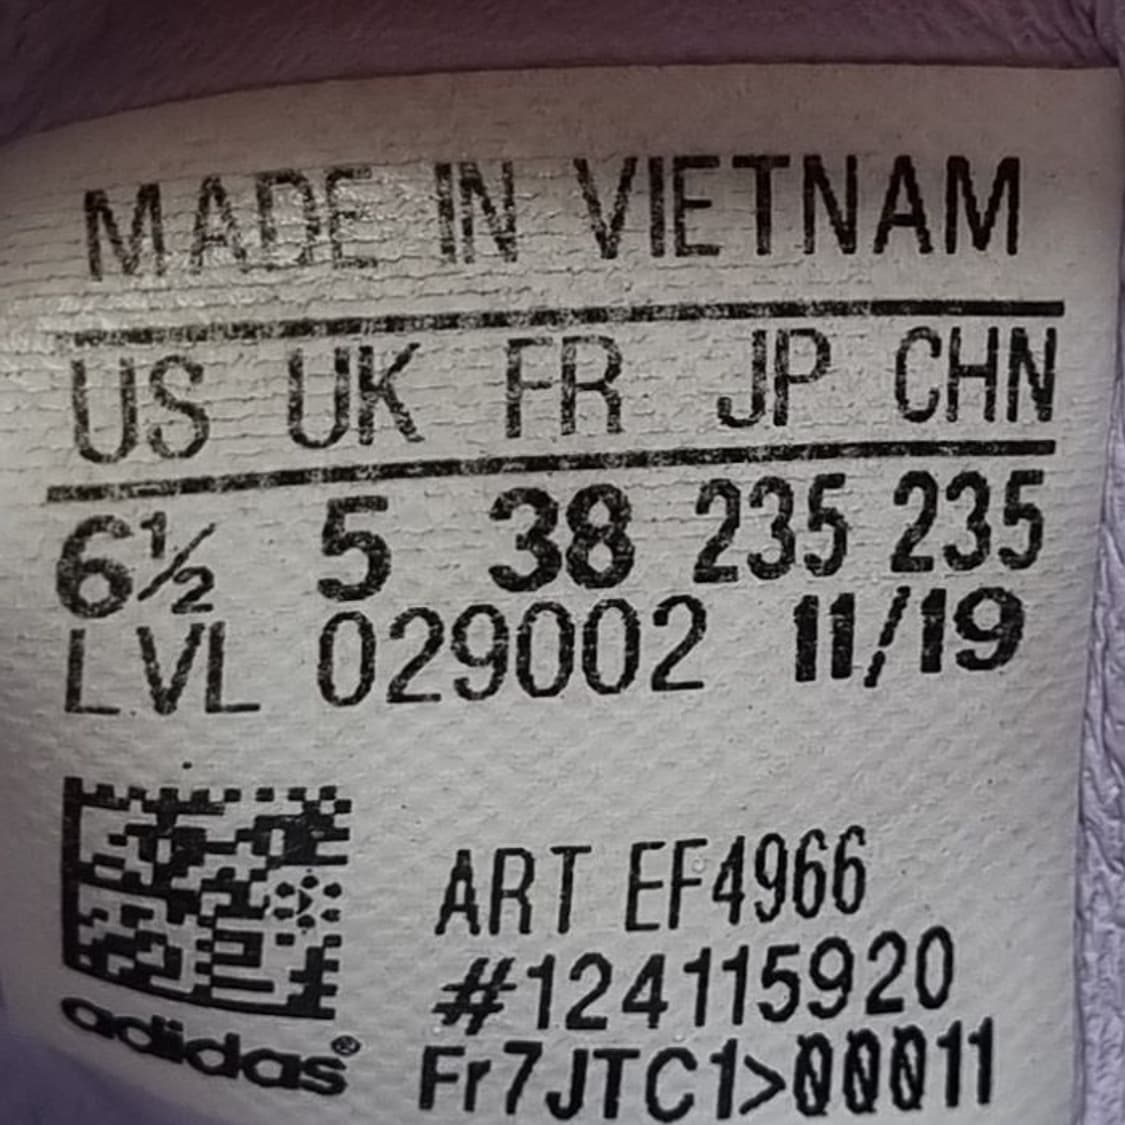 MADE IN VIETNAM
US UK FR JP CHN
6½ 5 38 235 235
LVL 029002 11/19
ART EF4966
#124115920
adidas®
Fr7JTC1>00011